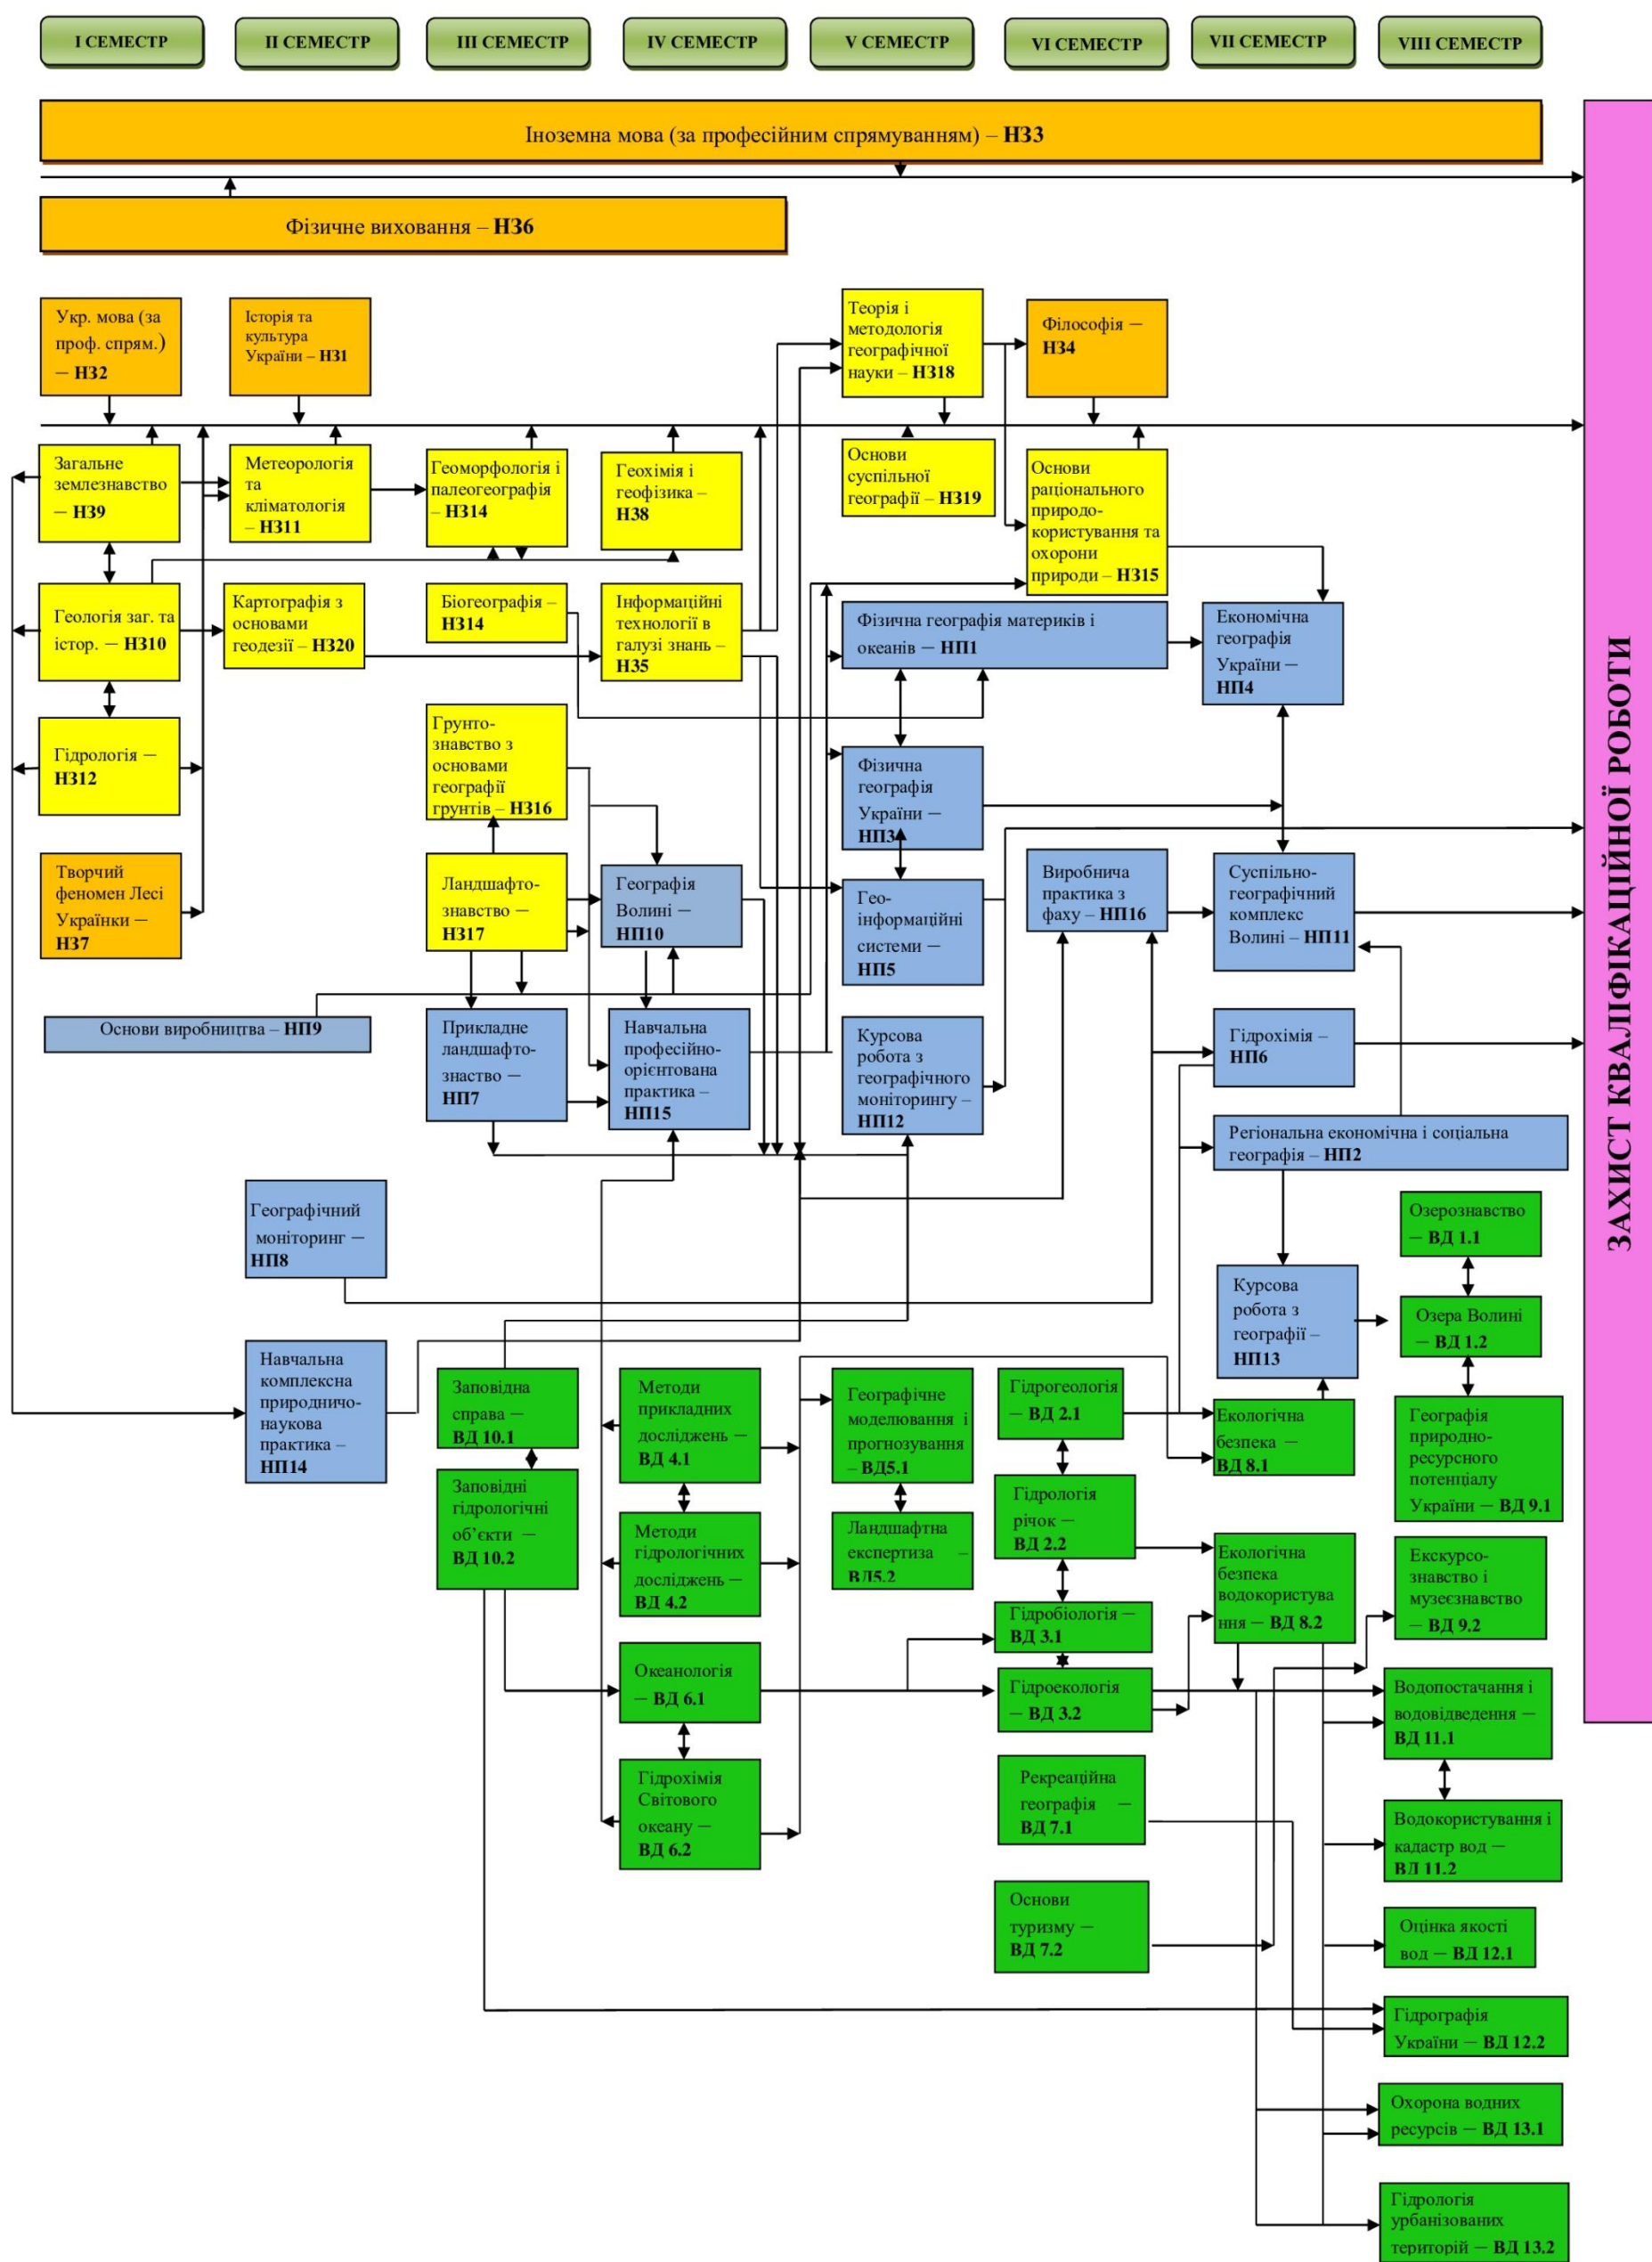 І СЕМЕСТР
ІІ СЕМЕСТР
ІІІ СЕМЕСТР
IV СЕМЕСТР
V СЕМЕСТР
VI СЕМЕСТР
VII СЕМЕСТР
VIII СЕМЕСТР
Іноземна мова (за професійним спрямуванням) – НЗ3
Фізичне виховання – НЗ6
Укр. мова (за
проф. спрям.)
— НЗ2
Історія та
культура
України – НЗ1
Теорія і
методологія
географічної
науки – НЗ18
Філософія —
НЗ4
Загальне
землезнавство
— НЗ9
Метеорологія
та
кліматологія
– НЗ11
Геоморфологія і
палеогеографія
– НЗ14
Геохімія і
геофізика –
НЗ8
Основи
суспільної
географії – НЗ19
Основи
раціонального
природо-
користування та
охорони
природи – НЗ15
Геологія заг. та
істор. — НЗ10
Картографія з
основами
геодезії – НЗ20
Біогеографія –
НЗ14
Інформаційні
технології в
галузі знань –
НЗ5
Фізична географія материків і
океанів — НП1
Економічна
географія
України —
НП4
Гідрологія —
НЗ12
Грунто-
знавство з
основами
географії
грунтів – НЗ16
Фізична
географія
України —
НП3
Творчий
феномен Лесі
Українки –
НЗ7
Ландшафто-
знавство —
НЗ17
Географія
Волині —
НП10
Гео-
інформаційні
системи —
НП5
Виробнича
практика з
фаху – НП16
Суспільно-
географічний
комплекс
Волині – НП11
Основи виробництва – НП9
Прикладне
ландшафто-
знаство —
НП7
Навчальна
професійно-
орієнтована
практика –
НП15
Курсова
робота з
географічного
моніторингу –
НП12
Гідрохімія –
НП6
Регіональна економічна і соціальна
географія – НП2
Географічний
моніторинг —
НП8
Озерознавство
— ВД 1.1
Курсова
робота з
географії –
НП13
Озера Волині
— ВД 1.2
Навчальна
комплексна
природничо-
наукова
практика –
НП14
Заповідна
справа —
ВД 10.1
Методи
прикладних
досліджень –
ВД 4.1
Географічне
моделювання і
прогнозування
– ВД5.1
Гідрогеологія
— ВД 2.1
Екологічна
безпека —
ВД 8.1
Географія
природно-
ресурсного
потенціалу
України — ВД 9.1
Заповідні
гідрологічні
об’єкти —
ВД 10.2
Методи
гідрологічних
досліджень —
ВД 4.2
Ландшафтна
експертиза –
ВД5.2
Гідрологія
річок —
ВД 2.2
Екологічна
безпека
водокористува
ння — ВД 8.2
Екскурсо-
знавство і
музеєзнавство
— ВД 9.2
Гідробіологія —
ВД 3.1
Океанологія
— ВД 6.1
Гідроекологія
— ВД 3.2
Водопостачання і
водовідведення —
ВД 11.1
Гідрохімія
Світового
океану —
ВД 6.2
Рекреаційна
географія —
ВД 7.1
Водокористування і
кадастр вод —
ВД 11.2
Основи
туризму —
ВД 7.2
Оцінка якості
вод — ВД 12.1
Гідрографія
України — ВД 12.2
Охорона водних
ресурсів — ВД 13.1
Гідрологія
урбанізованих
територій — ВД 13.2
ЗАХИСТ КВАЛІФІКАЦІЙНОЇ РОБОТИ